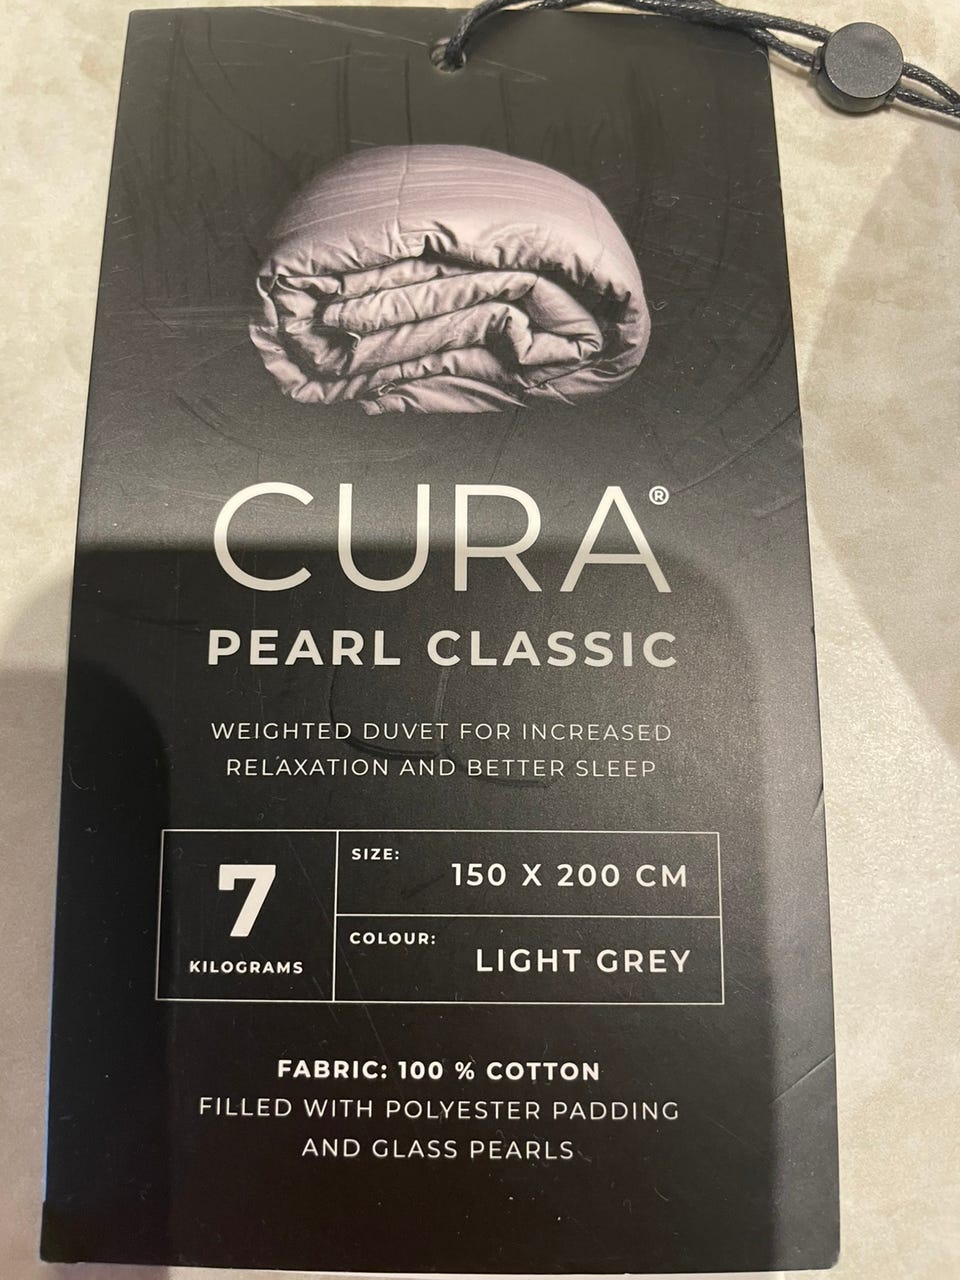 CURA®
PEARL CLASSIC
WEIGHTED DUVET FOR INCREASED
RELAXATION AND BETTER SLEEP
7
KILOGRAMS
SIZE:
150 X 200 CM
COLOUR:
LIGHT GREY
FABRIC: 100 % COTTON
FILLED WITH POLYESTER PADDING
AND GLASS PEARLS